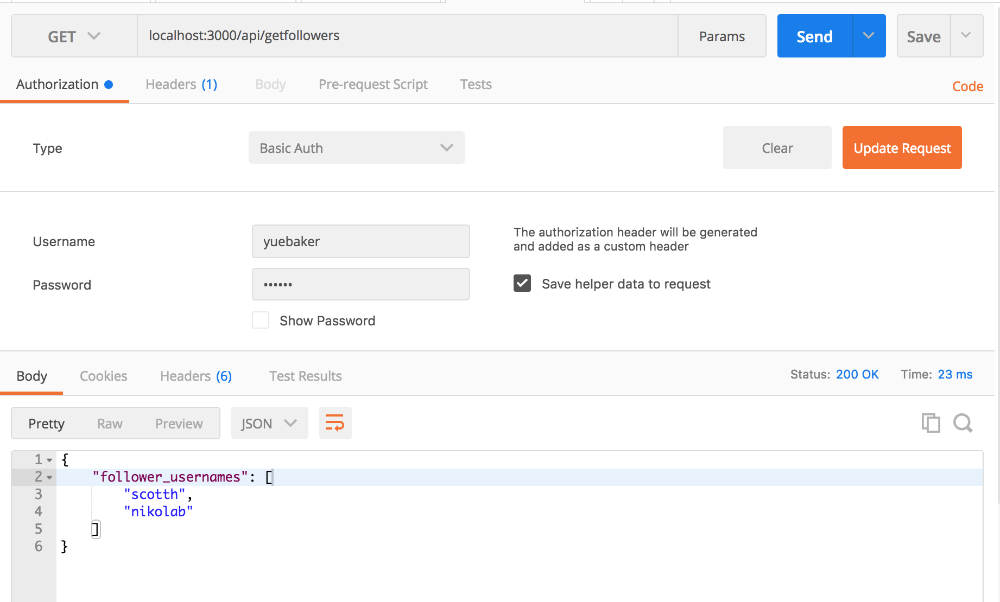 GET localhost:3000/api/getfollowers Params Send Save
Authorization Headers (1) Body Pre-request Script Tests Code
Type Basic Auth Clear Update Request
Username yuebaker
The authorization header will be generated
and added as a custom header
Password •••••• Save helper data to request
Show Password
Body Cookies Headers (6) Test Results Status: 200 OK Time: 23 ms
Pretty Raw Preview JSON
1 {
2 "follower_usernames": [
3 "scotth",
4 "nikolab"
5 ]
6 }